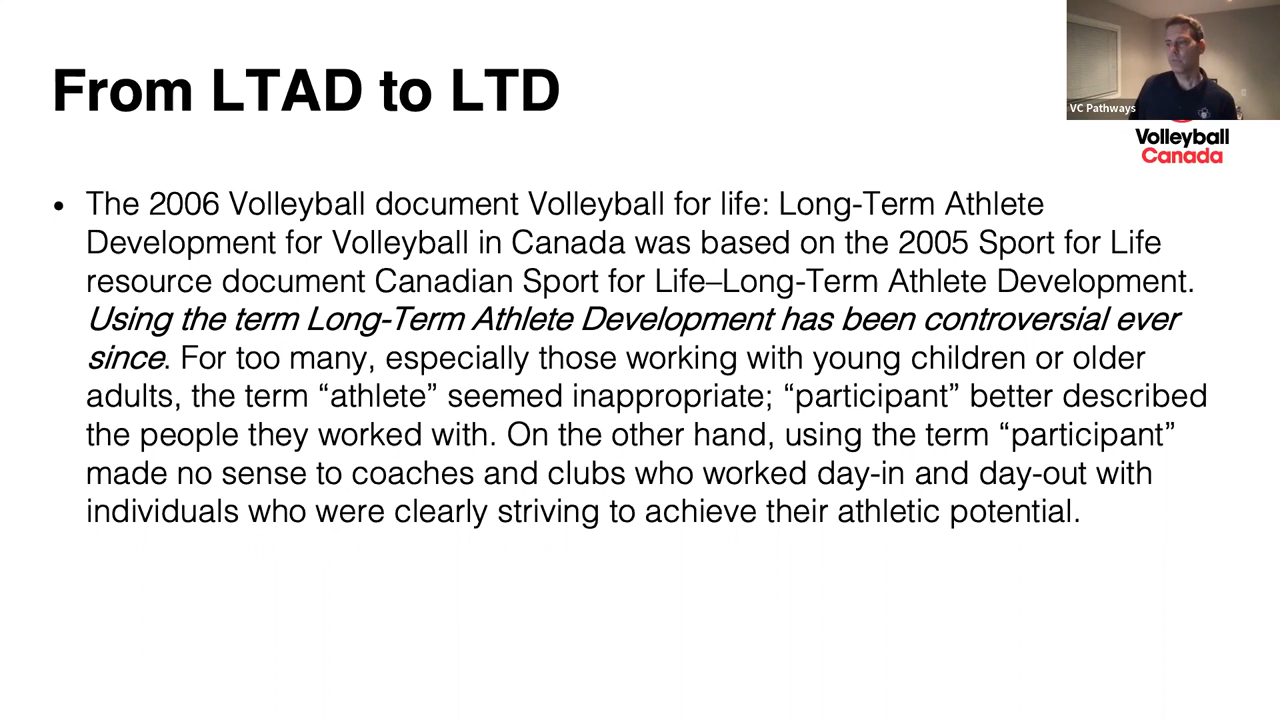 From LTAD to LTD
VC Pathways
Volleyball
Canada
• The 2006 Volleyball document Volleyball for life: Long-Term Athlete
Development for Volleyball in Canada was based on the 2005 Sport for Life
resource document Canadian Sport for Life–Long-Term Athlete Development.
Using the term Long-Term Athlete Development has been controversial ever
since. For too many, especially those working with young children or older
adults, the term “athlete” seemed inappropriate; “participant” better described
the people they worked with. On the other hand, using the term “participant”
made no sense to coaches and clubs who worked day-in and day-out with
individuals who were clearly striving to achieve their athletic potential.